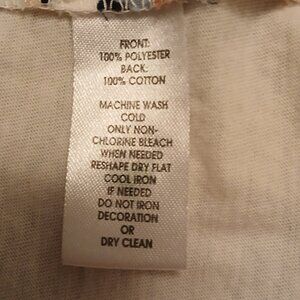 FRONT:
100% POLYESTER
BACK:
100% COTTON
MACHINE WASH
COLD
ONLY NON-
CHLORINE BLEACH
WHEN NEEDED
RESHAPE DRY FLAT
COOL IRON
IF NEEDED
DO NOT IRON
DECORATION
OR
DRY CLEAN